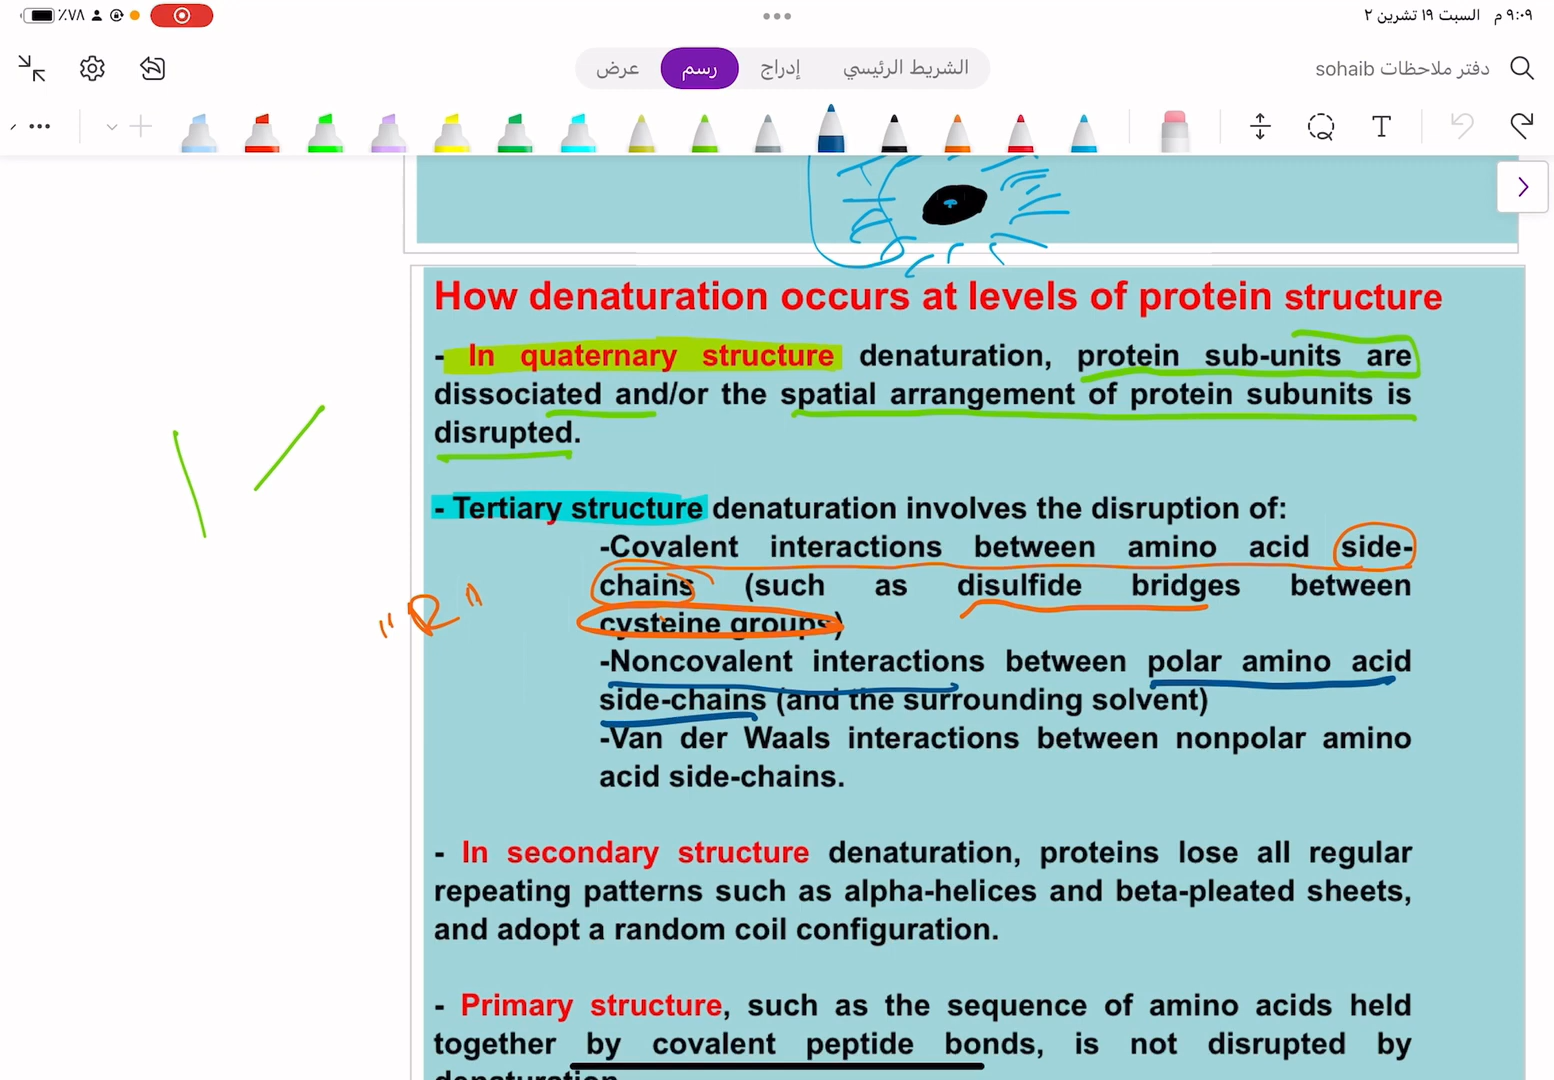 ٪٧٨
السبت ١٩ تشرين ٢ ٩:٠٩ م
الشريط الرئيسي إدراج رسم عرض
دفتر ملاحظات sohaib
T
How denaturation occurs at levels of protein structure
- In quaternary structure denaturation, protein sub-units are
dissociated and/or the spatial arrangement of protein subunits is
disrupted.
- Tertiary structure denaturation involves the disruption of:
-Covalent interactions between amino acid side-
chains (such as disulfide bridges between
cysteine groups)
"R"
-Noncovalent interactions between polar amino acid
side-chains (and the surrounding solvent)
-Van der Waals interactions between nonpolar amino
acid side-chains.
- In secondary structure denaturation, proteins lose all regular
repeating patterns such as alpha-helices and beta-pleated sheets,
and adopt a random coil configuration.
- Primary structure, such as the sequence of amino acids held
together by covalent peptide bonds, is not disrupted by
denaturation